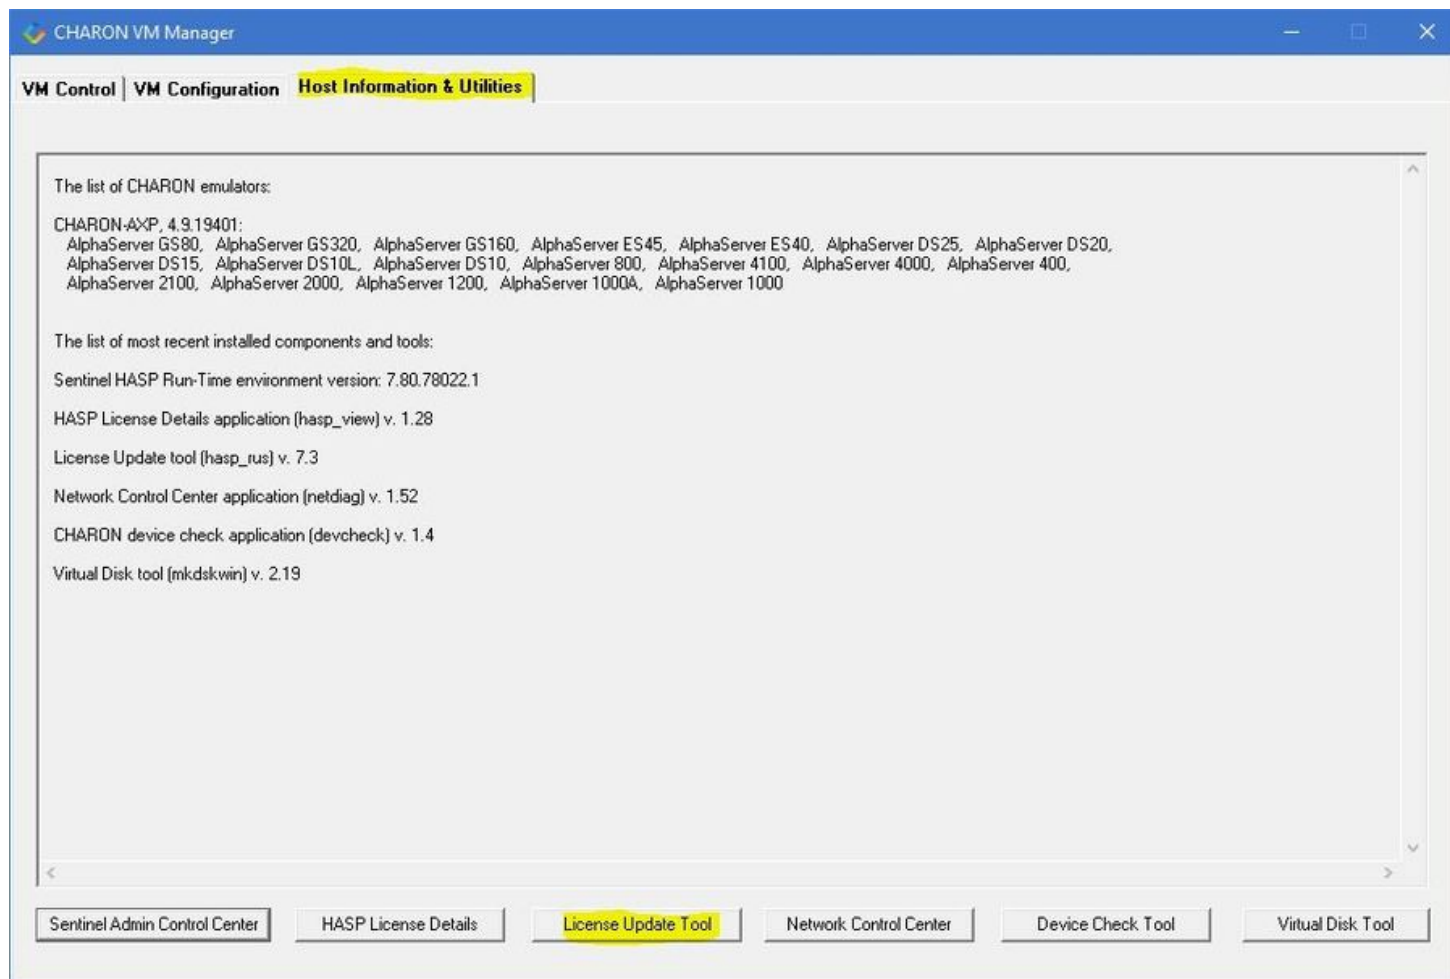 CHARON VM Manager
VM Control VM Configuration Host Information & Utilities
The list of CHARON emulators:
CHARON-AXP, 4.9.19401:
AlphaServer GS80, AlphaServer GS320, AlphaServer GS160, AlphaServer ES45, AlphaServer ES40, AlphaServer DS25, AlphaServer DS20,
AlphaServer DS15, AlphaServer DS10L, AlphaServer DS10, AlphaServer 800, AlphaServer 4100, AlphaServer 4000, AlphaServer 400,
AlphaServer 2100, AlphaServer 2000, AlphaServer 1200, AlphaServer 1000A, AlphaServer 1000
The list of most recent installed components and tools:
Sentinel HASP Run-Time environment version: 7.80.78022.1
HASP License Details application (hasp_view) v. 1.28
License Update tool (hasp_rus) v. 7.3
Network Control Center application (netdiag) v. 1.52
CHARON device check application (devcheck) v. 1.4
Virtual Disk tool (mkdskwin) v. 2.19
Sentinel Admin Control Center HASP License Details License Update Tool Network Control Center Device Check Tool Virtual Disk Tool